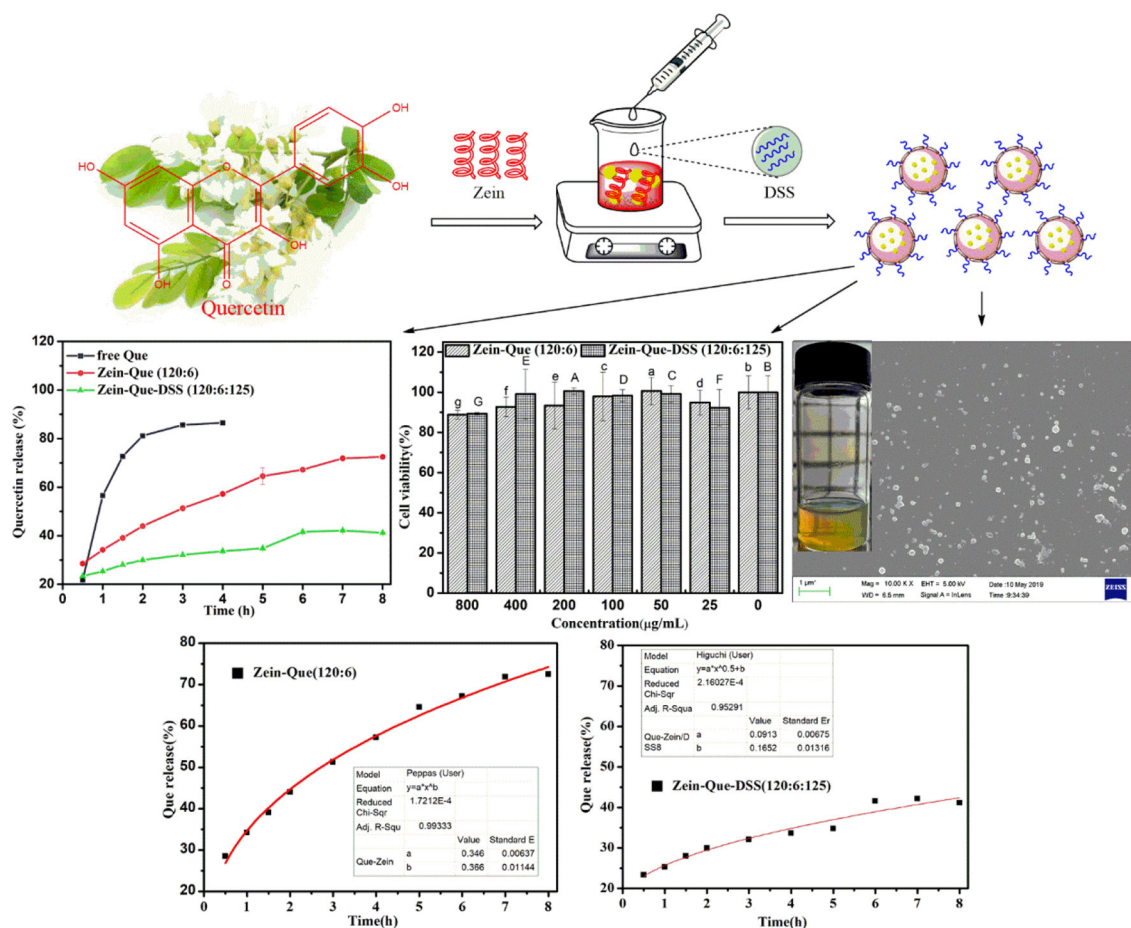 OH
HO
O
OH
OH
OH
O
Quercetin
Zein
DSS
120
100
80
60
40
20
Quercetin release (%)
free Que
Zein-Que (120:6)
Zein-Que-DSS (120:6:125)
0 1 2 3 4 5 6 7 8
Time (h)
120
100
80
60
40
20
0
Cell viability(%)
Zein-Que (120:6) Zein-Que-DSS (120:6:125)
g G f E e A c D a C d F b B
800 400 200 100 50 25 0
Concentration(μg/mL)
1 μm*
Mag = 10.00 K X EHT = 5.00 kV Date :10 May 2019
WD = 6.5 mm Signal A = InLens Time :9:34:39
ZEISS
80
70
60
50
40
30
20
Que release(%)
Zein-Que(120:6)
Model Peppas (User)
Equation y=a*x^b
Reduced
Chi-Sqr
1.7212E-4
Adj. R-Squ 0.99333
Value Standard E
Que-Zein
a 0.346 0.00637
b 0.366 0.01144
0 1 2 3 4 5 6 7 8
Time(h)
80
70
60
50
40
30
20
Que release(%)
Model Higuchi (User)
Equation y=a*x^0.5+b
Reduced
Chi-Sqr
2.16027E-4
Adj. R-Squa 0.95291
Value Standard Er
Que-Zein/D
SS8
a 0.0913 0.00675
b 0.1652 0.01316
Zein-Que-DSS(120:6:125)
0 1 2 3 4 5 6 7 8
Time(h)